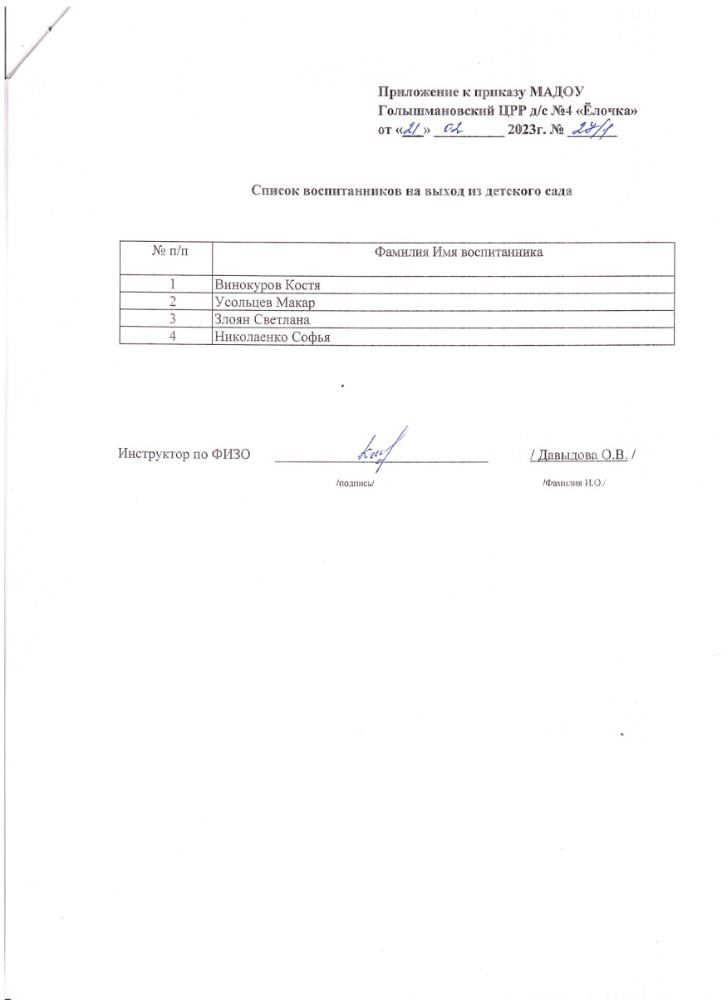 Приложение к приказу МАДОУ
Голышмановский ЦРР д/с №4 «Ёлочка»
от «21» 02 2023г. №
Список воспитанников на выход из детского сада
№ п/п Фамилия Имя воспитанника
1 Винокуров Костя
2 Усольцев Макар
3 Злоян Светлана
4 Николаенко Софья
Инструктор по ФИЗО / Давыдова О.В. /
/подпись/ /Фамилия И.О./